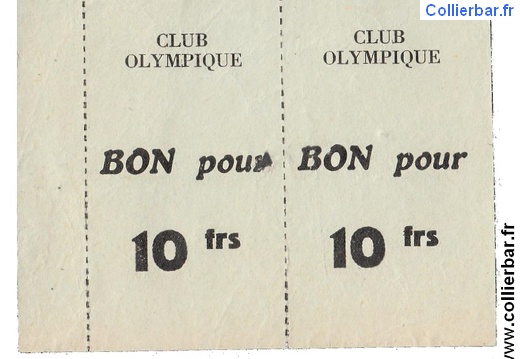 Collierbar.fr
CLUB
OLYMPIQUE
BON pour
10 frs
CLUB
OLYMPIQUE
BON pour
10 frs
www.collierbar.fr